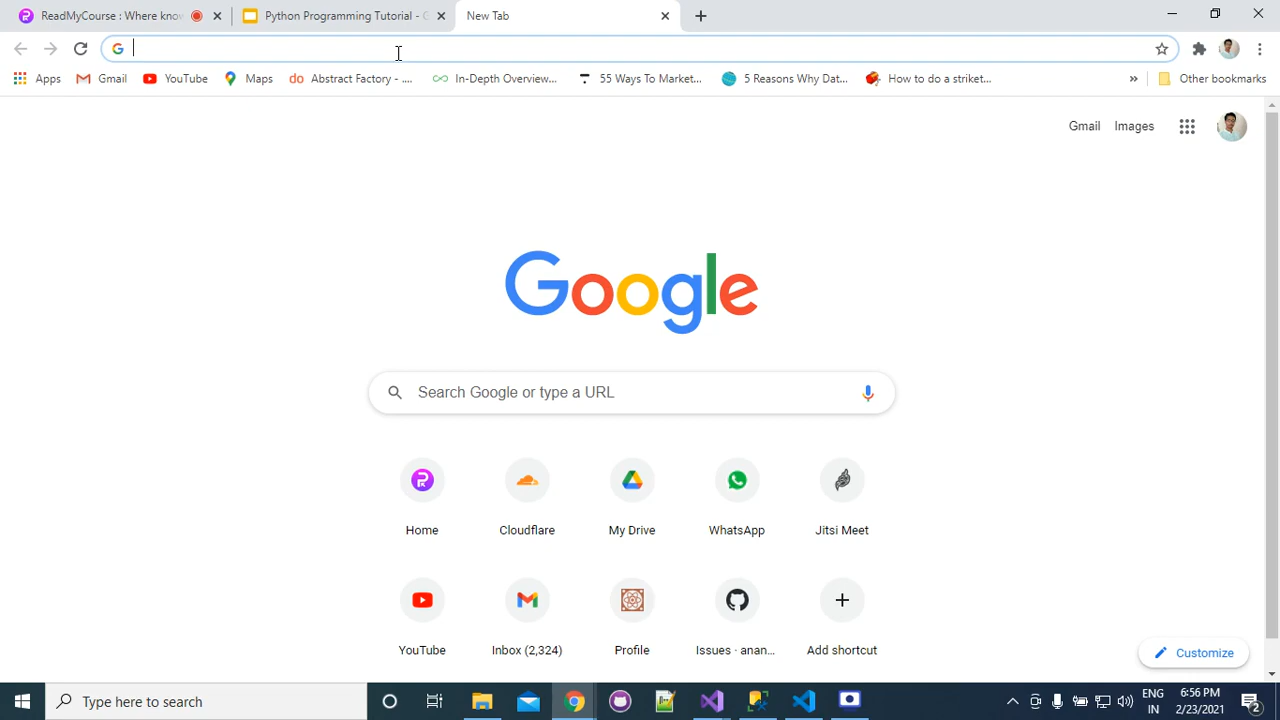 ReadMyCourse : Where know
Python Programming Tutorial - G
New Tab
Apps
Gmail
YouTube
Maps
do Abstract Factory - ....
In-Depth Overview...
55 Ways To Market...
5 Reasons Why Dat...
How to do a striket...
»
Other bookmarks
Gmail
Images
Google
Search Google or type a URL
Home
Cloudflare
My Drive
WhatsApp
Jitsi Meet
YouTube
Inbox (2,324)
Profile
Issues · anan...
Add shortcut
Customize
Type here to search
ENG
IN
6:56 PM
2/23/2021
2